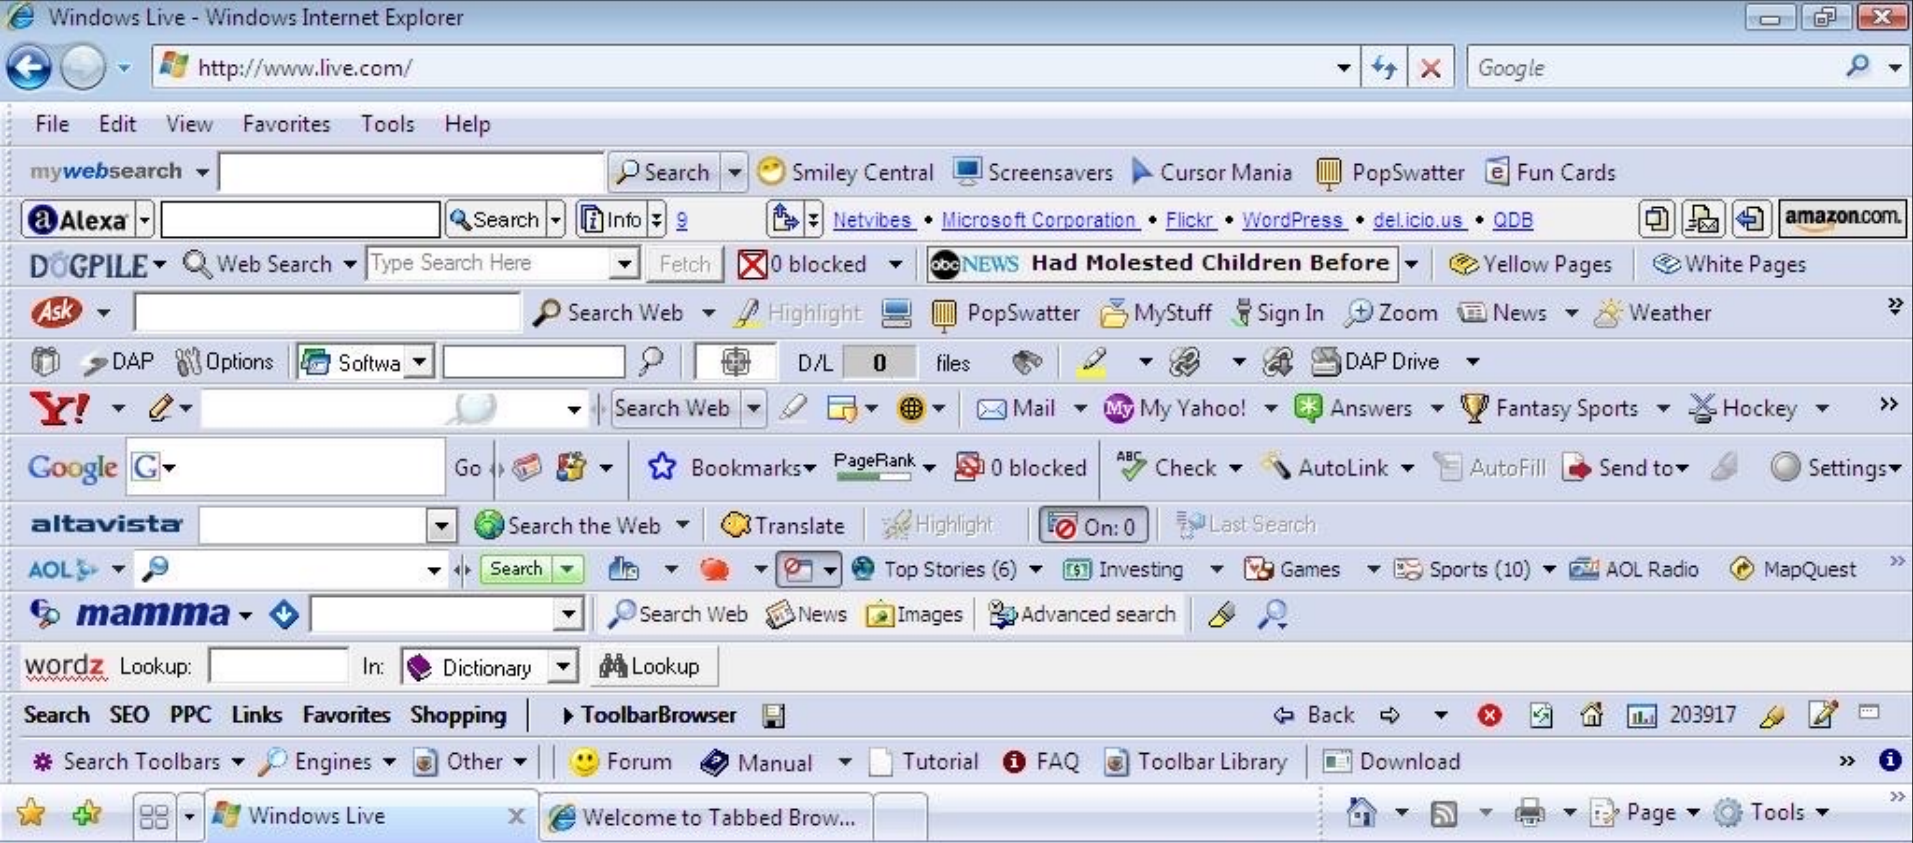 Windows Live - Windows Internet Explorer
http://www.live.com/ Google
File Edit View Favorites Tools Help
mywebsearch Search Smiley Central Screensavers Cursor Mania PopSwatter Fun Cards
Alexa Search Info 9 Netvibes • Microsoft Corporation • Flickr • WordPress • del.icio.us • QDB amazon.com.
DOGPILE Web Search Type Search Here Fetch 0 blocked abc NEWS Had Molested Children Before Yellow Pages White Pages
Ask Search Web Highlight PopSwatter MyStuff Sign In Zoom News Weather
DAP Options Softwa D/L 0 files DAP Drive
Y! Search Web Mail My My Yahoo! Answers Fantasy Sports Hockey
Google G Go Bookmarks PageRank 0 blocked ABC Check AutoLink AutoFill Send to Settings
altavista Search the Web Translate Highlight On: 0 Last Search
AOL Search Top Stories (6) Investing Games Sports (10) AOL Radio MapQuest
mamma Search Web News Images Advanced search
wordz Lookup: In: Dictionary Lookup
Search SEO PPC Links Favorites Shopping ToolbarBrowser Back 203917
Search Toolbars Engines Other Forum Manual Tutorial FAQ Toolbar Library Download
Windows Live Welcome to Tabbed Brow... Page Tools